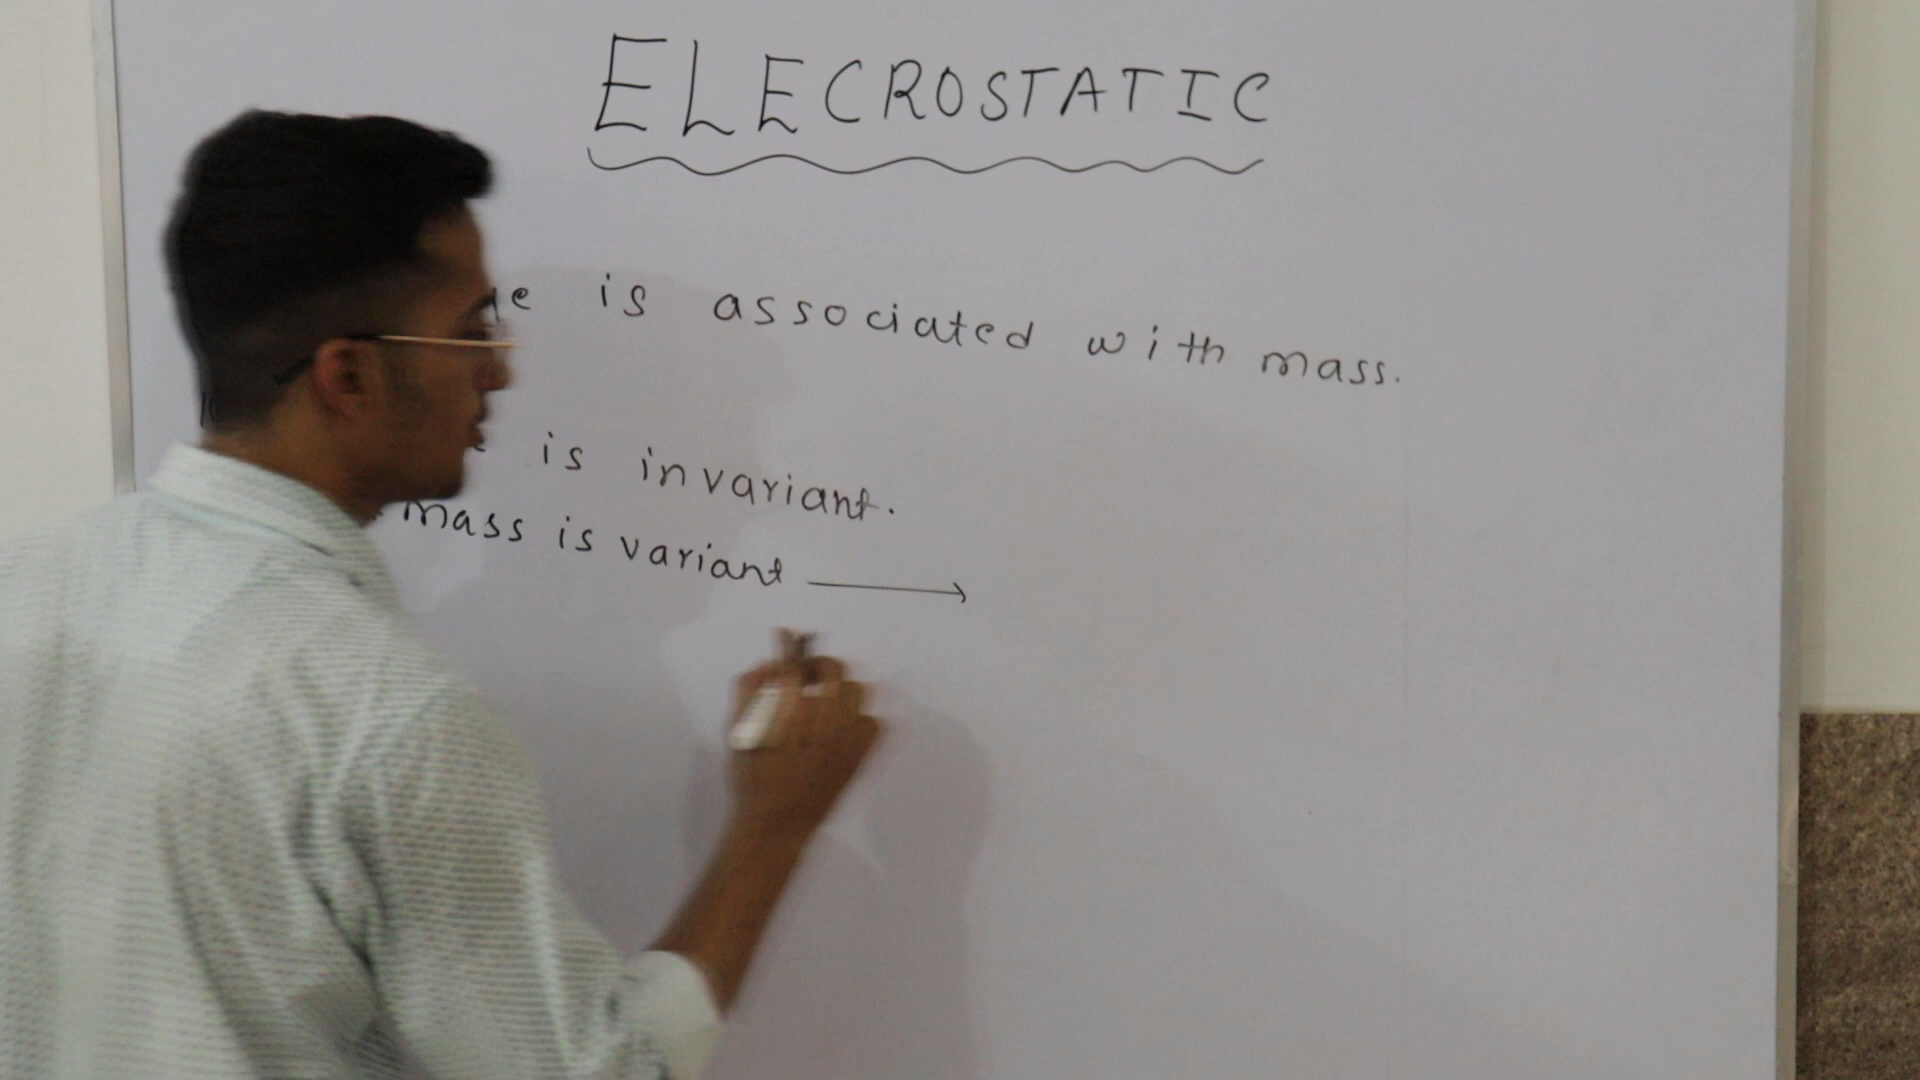 ELECROSTATIC
is associated with mass.
is invariant.
mass is variant →